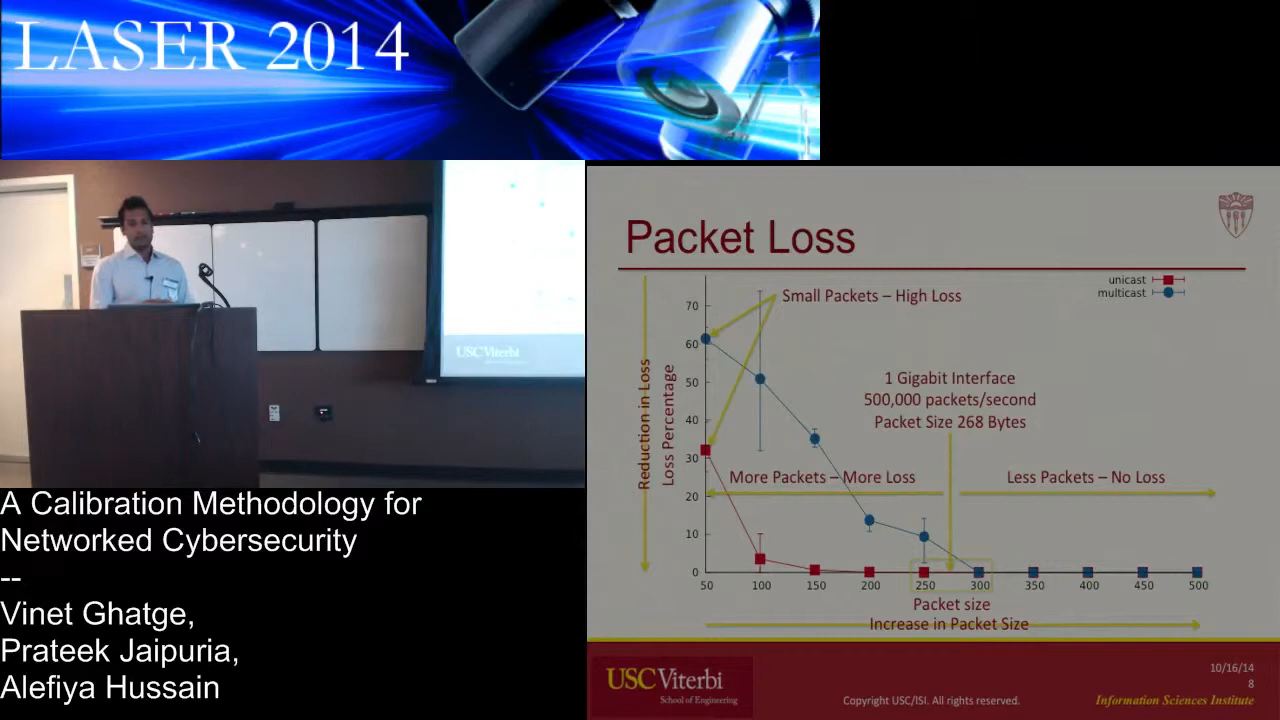 LASER 2014
USC Viterbi
A Calibration Methodology for
Networked Cybersecurity
--
Vinet Ghatge,
Prateek Jaipuria,
Alefiya Hussain
Packet Loss
unicast
multicast
Small Packets – High Loss
1 Gigabit Interface
500,000 packets/second
Packet Size 268 Bytes
More Packets – More Loss
Less Packets – No Loss
Reduction in Loss
Loss Percentage
70
60
50
40
30
20
10
0
50 100 150 200 250 300 350 400 450 500
Packet size
Increase in Packet Size
USC Viterbi
School of Engineering
Copyright USC/ISI. All rights reserved.
10/16/14
8
Information Sciences Institute